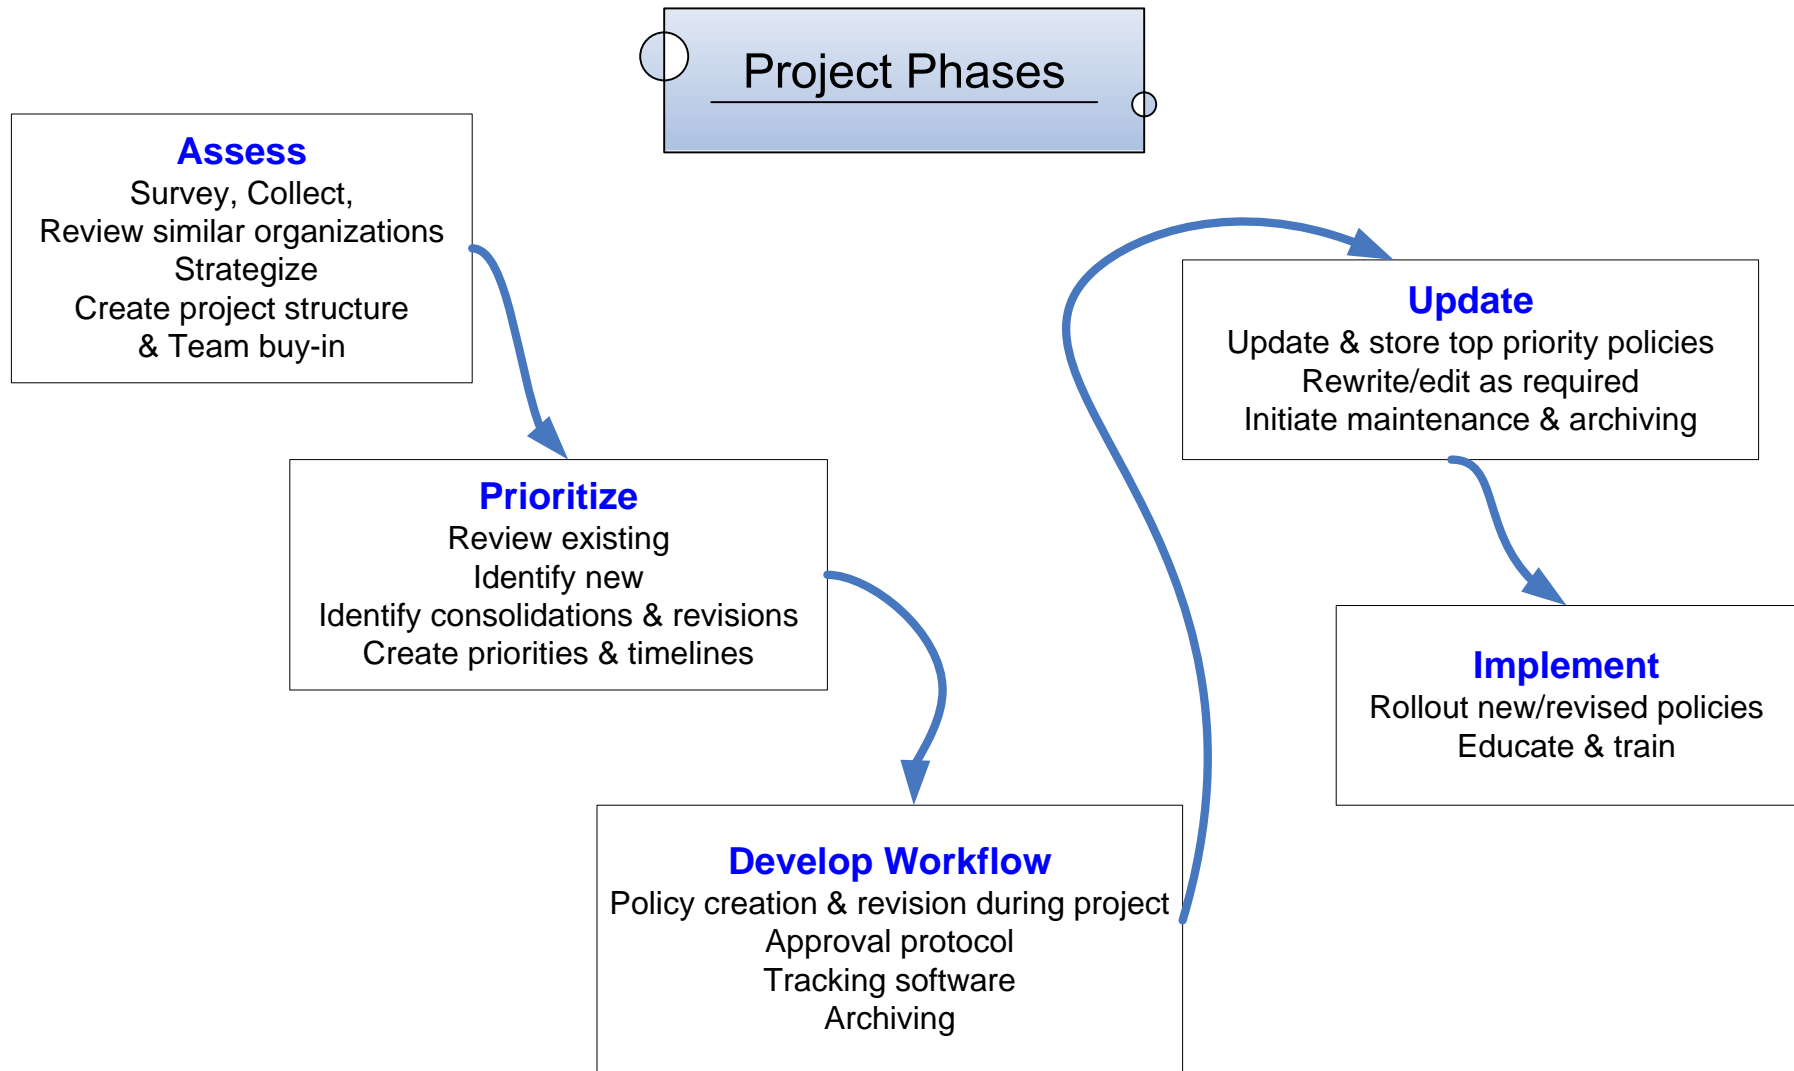 Project Phases
Assess
Survey, Collect,
Review similar organizations
Strategize
Create project structure
& Team buy-in
Prioritize
Review existing
Identify new
Identify consolidations & revisions
Create priorities & timelines
Develop Workflow
Policy creation & revision during project
Approval protocol
Tracking software
Archiving
Update
Update & store top priority policies
Rewrite/edit as required
Initiate maintenance & archiving
Implement
Rollout new/revised policies
Educate & train